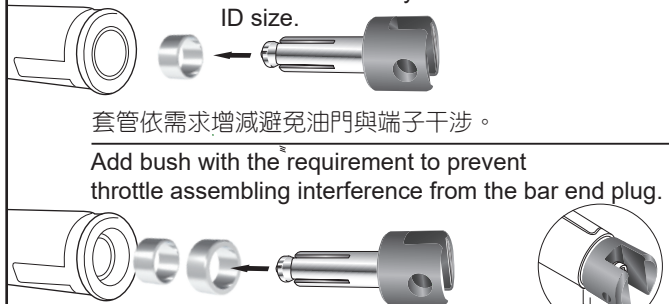 ID size.
套管依需求增減避免油門與端子干涉。
Add bush with the requirement to prevent
throttle assembling interference from the bar end plug.